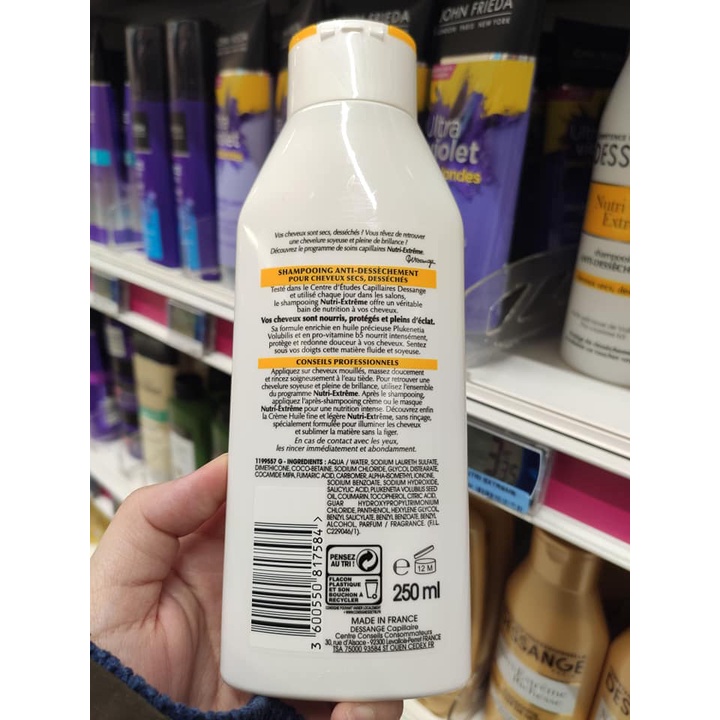 JOHN FRIEDA
LONDON PARIS NEW YORK
Ultra
Violet
DESS
Nutri
Extr
shampooing
ANTI-DESSÈCHEM
Vos cheveux sont secs, desséchés ? Vous rêvez de retrouver
une chevelure soyeuse et pleine de brillance ?
Découvrez le programme de soins capillaires Nutri-Extrême.
SHAMPOOING ANTI-DESSÈCHEMENT
POUR CHEVEUX SECS, DESSÉCHÉS
Testé dans le Centre d'Études Capillaires Dessange
et utilisé chaque jour dans les salons,
le shampooing Nutri-Extrême offre un véritable
bain de nutrition à vos cheveux.
Vos cheveux sont nourris, protégés et pleins d'éclat.
Sa formule enrichie en huile précieuse Plukenetia
Volubilis et en pro-vitamine b5 nourrit intensément,
protège et redonne douceur à vos cheveux. Sentez
sous vos doigts cette matière fluide et soyeuse.
CONSEILS PROFESSIONNELS
Appliquez sur cheveux mouillés, massez doucement
et rincez soigneusement à l'eau tiède. Pour retrouver une
chevelure soyeuse et pleine de brillance, utilisez l'ensemble
du programme Nutri-Extrême. Après le shampooing,
appliquez l'après-shampooing crème ou le masque
Nutri-Extrême pour une nutrition intense. Découvrez enfin
la Crème Huile fine et légère Nutri-Extrême, sans rinçage,
spécialement formulée pour illuminer les cheveux
et sublimer la matière sans la figer.
En cas de contact avec les yeux,
les rincer immédiatement et abondamment.
1199557 G - INGREDIENTS : AQUA / WATER, SODIUM LAURETH SULFATE,
DIMETHICONE, COCO-BETAINE, SODIUM CHLORIDE, GLYCOL DISTEARATE,
COCAMIDE MIPA, FUMARIC ACID, CARBOMER, ALPHA-ISOMETHYL IONONE,
SODIUM BENZOATE, SODIUM HYDROXIDE,
SALICYLIC ACID, PLUKENETIA VOLUBILIS SEED
OIL, COUMARIN, TOCOPHEROL, CITRIC ACID,
GUAR HYDROXYPROPYLTRIMONIUM
CHLORIDE, PANTHENOL, HEXYLENE GLYCOL,
BENZYL SALICYLATE, BENZYL BENZOATE, BENZYL
ALCOHOL, PARFUM / FRAGRANCE. (F.I.L.
C229046/1).
3 600550 817584 >
PENSEZ
AU TRI !
FLACON
PLASTIQUE
ET SON
BOUCHON À
RECYCLER
e
12 M
250 ml
MADE IN FRANCE
DESSANGE Capillaire
Centre Conseils Consommateurs
30, rue d'Alsace - 92300 Levallois-Perret FRANCE
TSA 75000 93584 ST OUEN CEDEX FR
DESSANGE